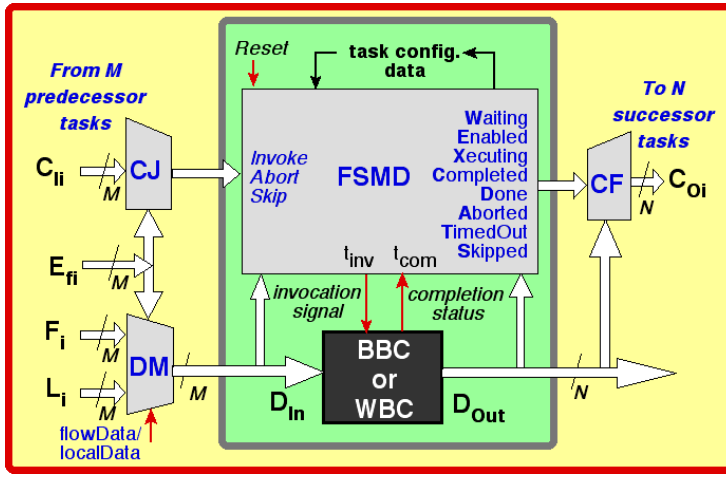 Reset
task config.
data
From M
predecessor
tasks
To N
successor
tasks
C Ii
M
CJ
Invoke
Abort
Skip
FSMD
Waiting
Enabled
Xecuting
Completed
Done
Aborted
TimedOut
Skipped
CF
N
C Oi
E fi
M
t inv
t com
invocation
signal
completion
status
F i
M
L i
M
DM
M
D In
BBC
or
WBC
D Out
N
flowData/
localData